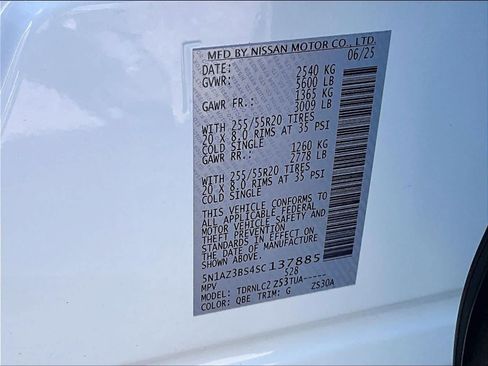 MFD BY NISSAN MOTOR CO., LTD.
06/25
DATE: 2540 KG
GVWR: 5600 LB
1365 KG
GAWR FR.: 3009 LB
WITH 255/55R20 TIRES
20 X 8.0 RIMS AT 35 PSI
COLD SINGLE 1260 KG
GAWR RR.: 2778 LB
WITH 255/55R20 TIRES
20 X 8.0 RIMS AT 35 PSI
COLD SINGLE
THIS VEHICLE CONFORMS TO
ALL APPLICABLE FEDERAL
MOTOR VEHICLE SAFETY AND
THEFT PREVENTION
STANDARDS IN EFFECT ON
THE DATE OF MANUFACTURE
SHOWN ABOVE.
5N1AZ3BS4SC137885
MPV 528
MODEL: TDRNLC2 Z53TUA-----
COLOR: QBE TRIM: G ZS30A